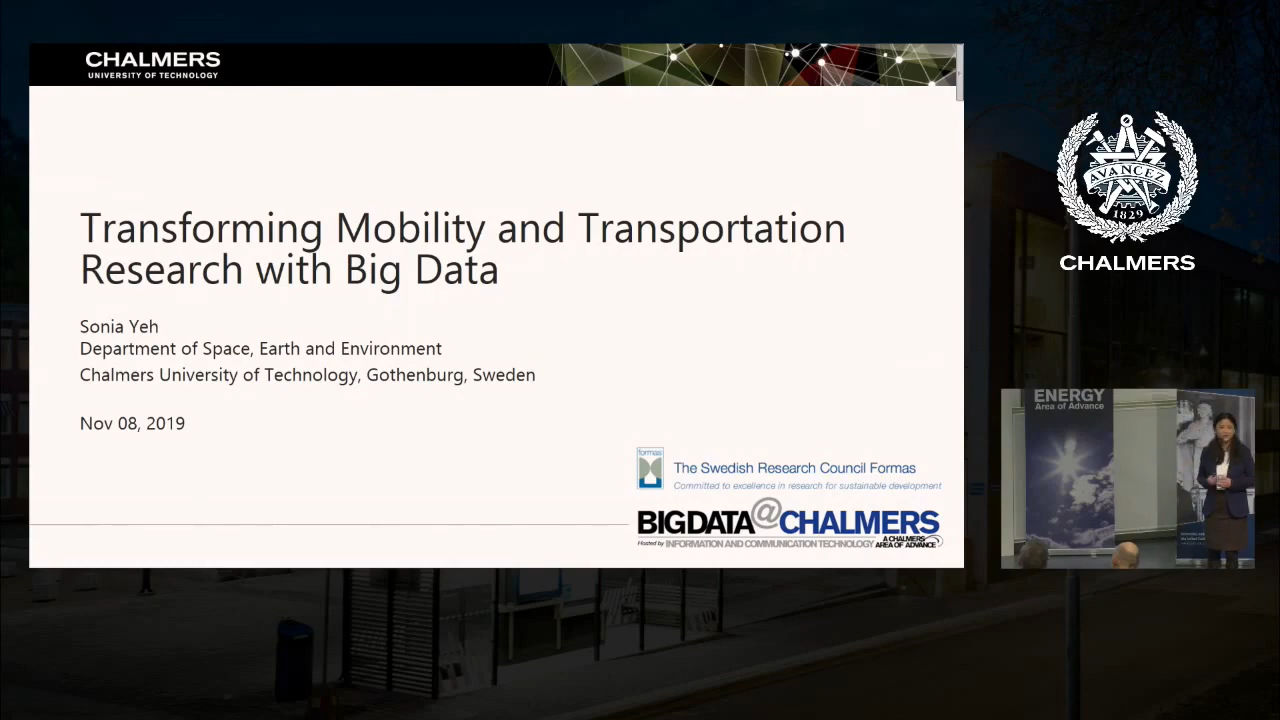 CHALMERS
UNIVERSITY OF TECHNOLOGY
Transforming Mobility and Transportation
Research with Big Data
Sonia Yeh
Department of Space, Earth and Environment
Chalmers University of Technology, Gothenburg, Sweden
Nov 08, 2019
formas
The Swedish Research Council Formas
Committed to excellence in research for sustainable development
BIGDATA@CHALMERS
Hosted by INFORMATION AND COMMUNICATION TECHNOLOGY A CHALMERS
AREA OF ADVANCE
AVANCEZ
1829
CHALMERS
ENERGY
Area of Advance